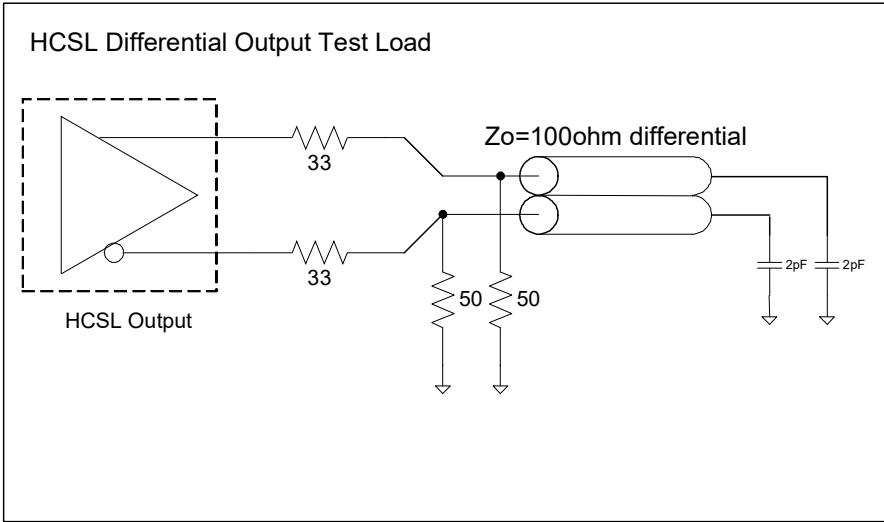 HCSL Differential Output Test Load
Zo=100ohm differential
33
33
50
50
2pF
2pF
HCSL Output